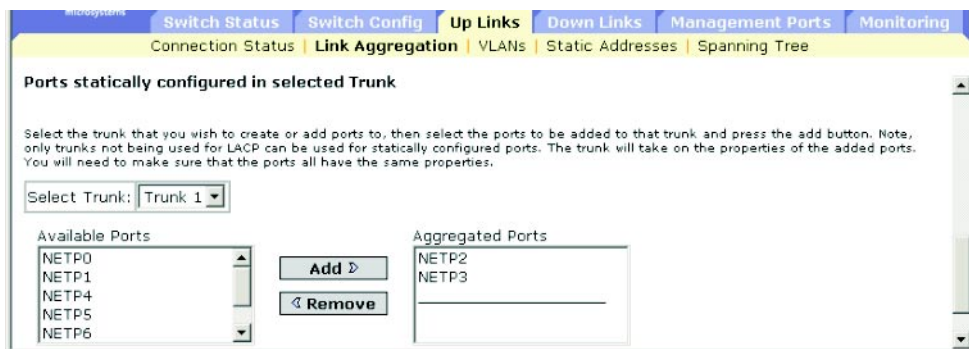 microsystems
Switch Status Switch Config Up Links Down Links Management Ports Monitoring
Connection Status | Link Aggregation | VLANs | Static Addresses | Spanning Tree
Ports statically configured in selected Trunk
Select the trunk that you wish to create or add ports to, then select the ports to be added to that trunk and press the add button. Note,
only trunks not being used for LACP can be used for statically configured ports. The trunk will take on the properties of the added ports.
You will need to make sure that the ports all have the same properties.
Select Trunk: Trunk 1
Available Ports
NETP0
NETP1
NETP4
NETP5
NETP6
Add
Remove
Aggregated Ports
NETP2
NETP3